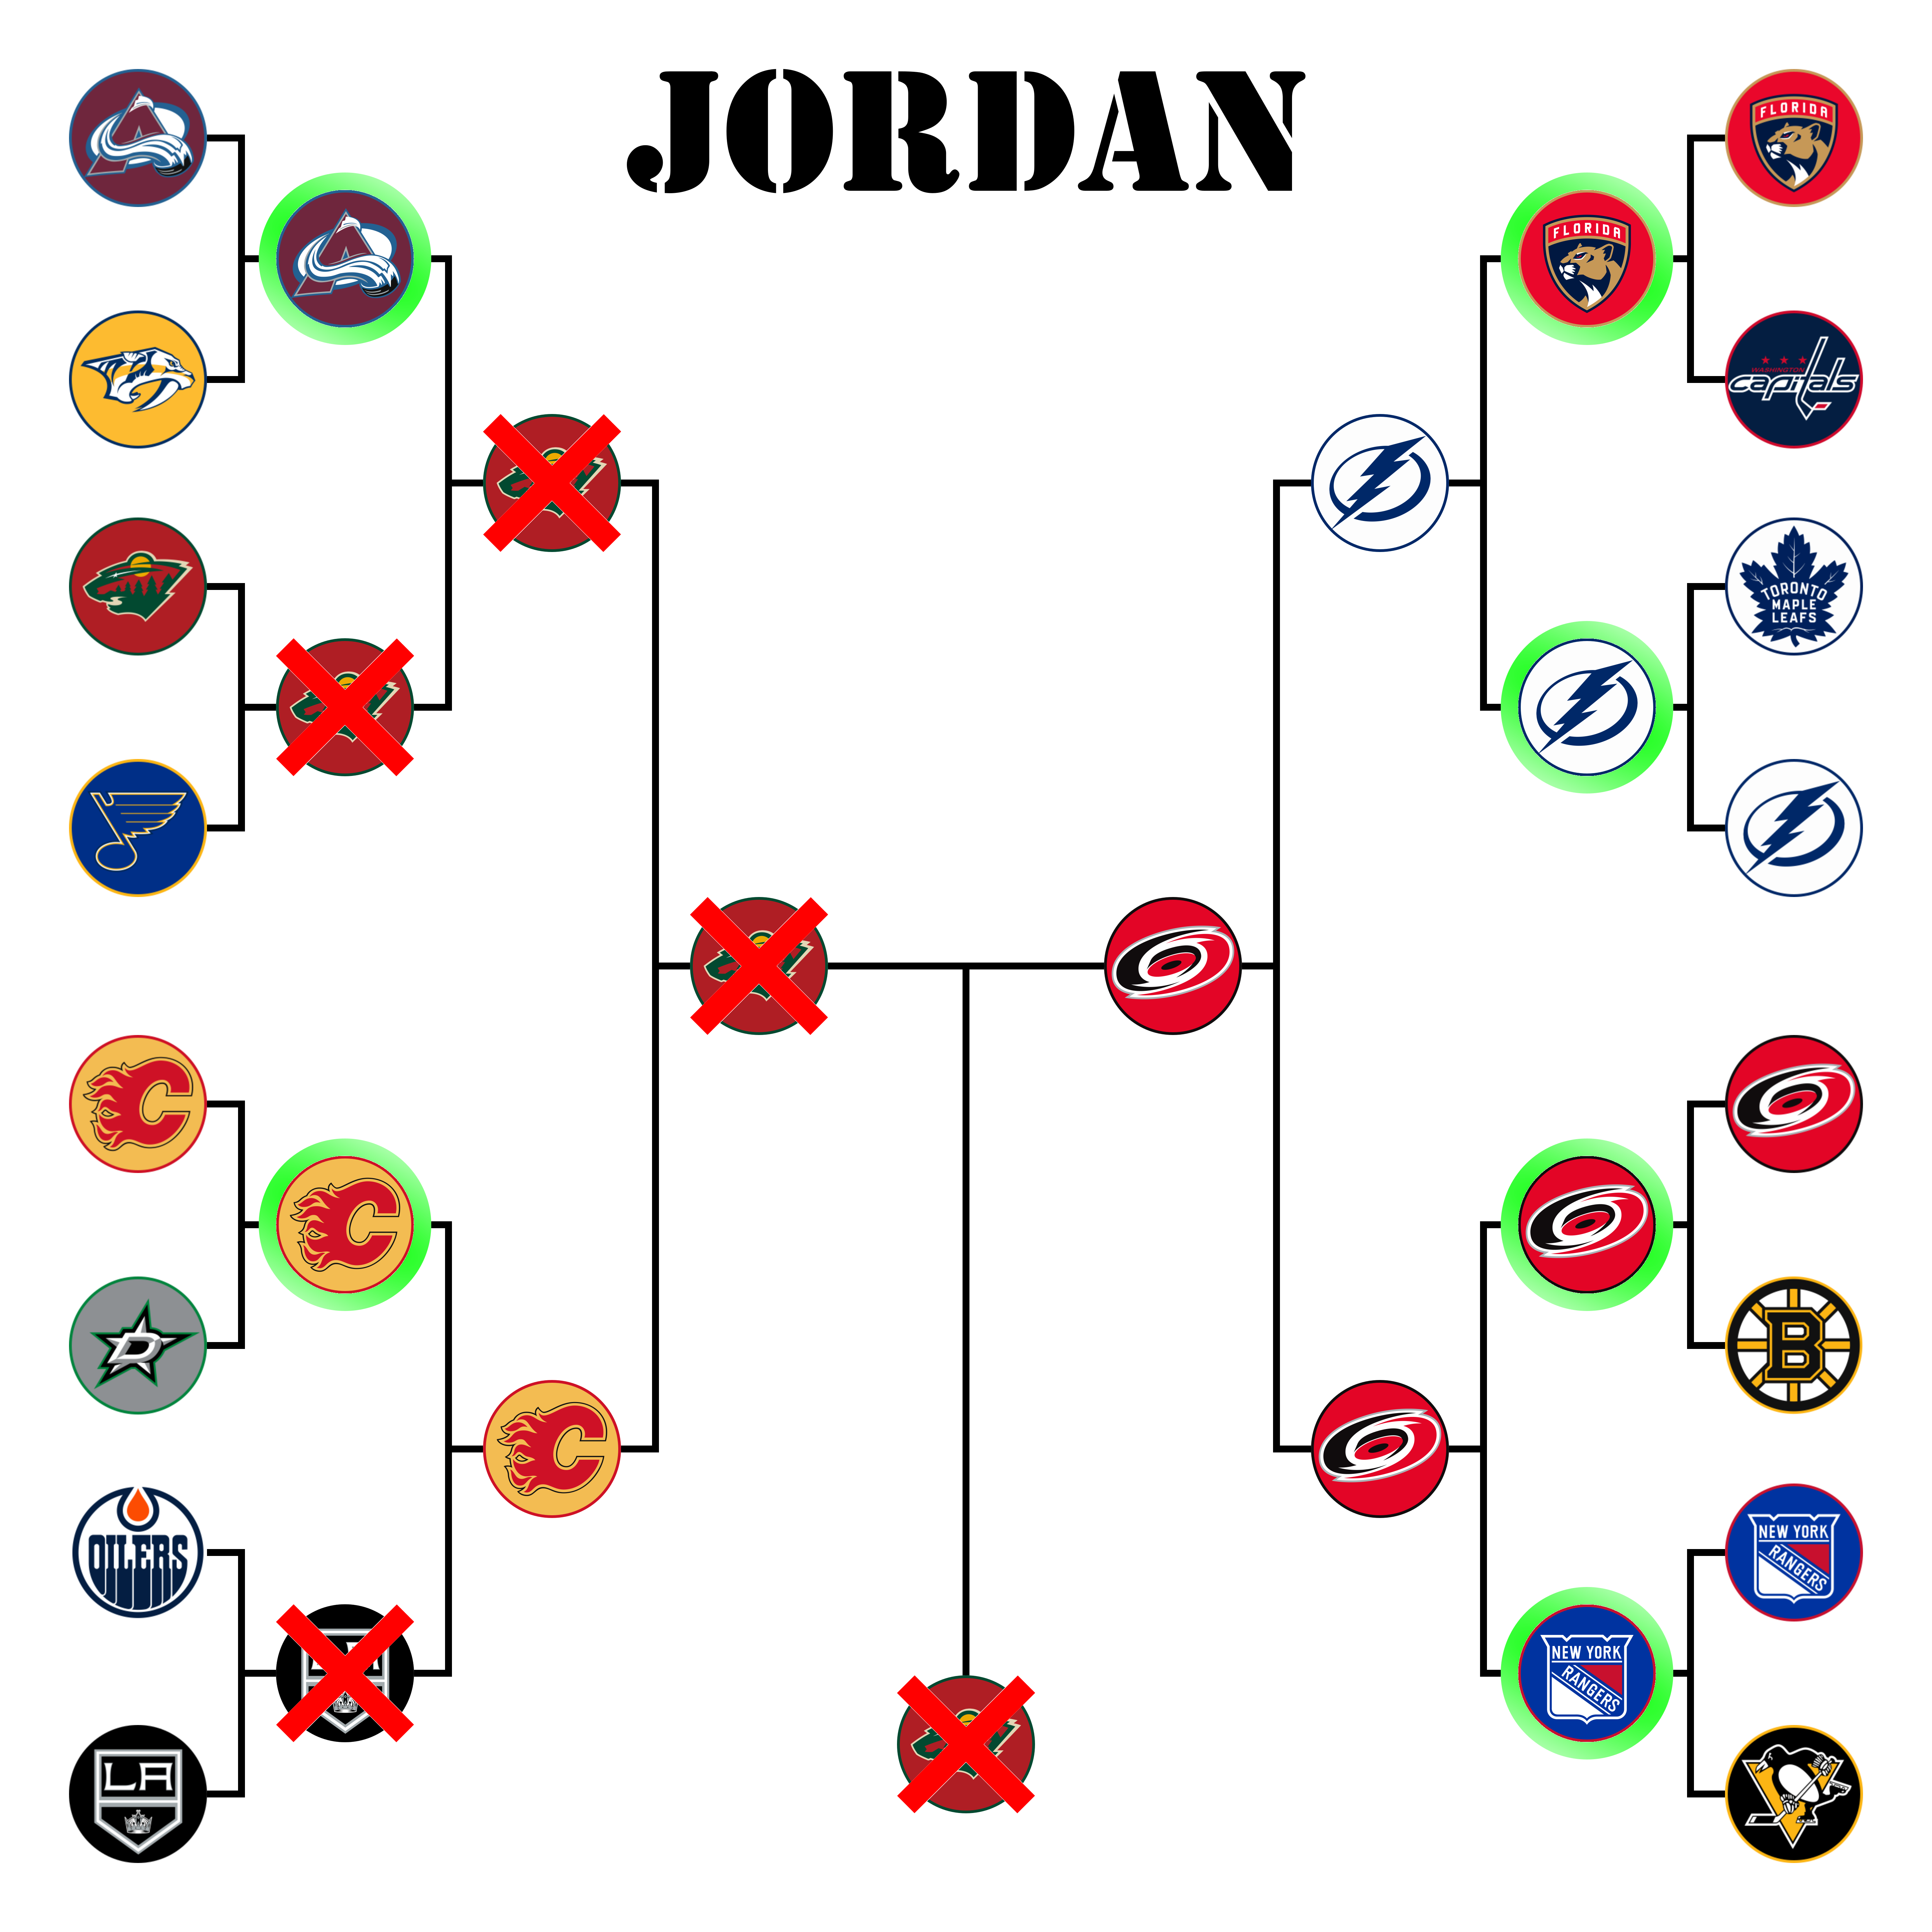 JORDAN
FLORIDA
FLORIDA
WASHINGTON
capitals
TORONTO
MAPLE
LEAFS
OILERS
LA
NEW YORK
RANGERS
NEW YORK
RANGERS